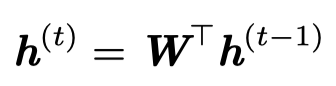 h^(t) = W^⊤ h^(t−1)